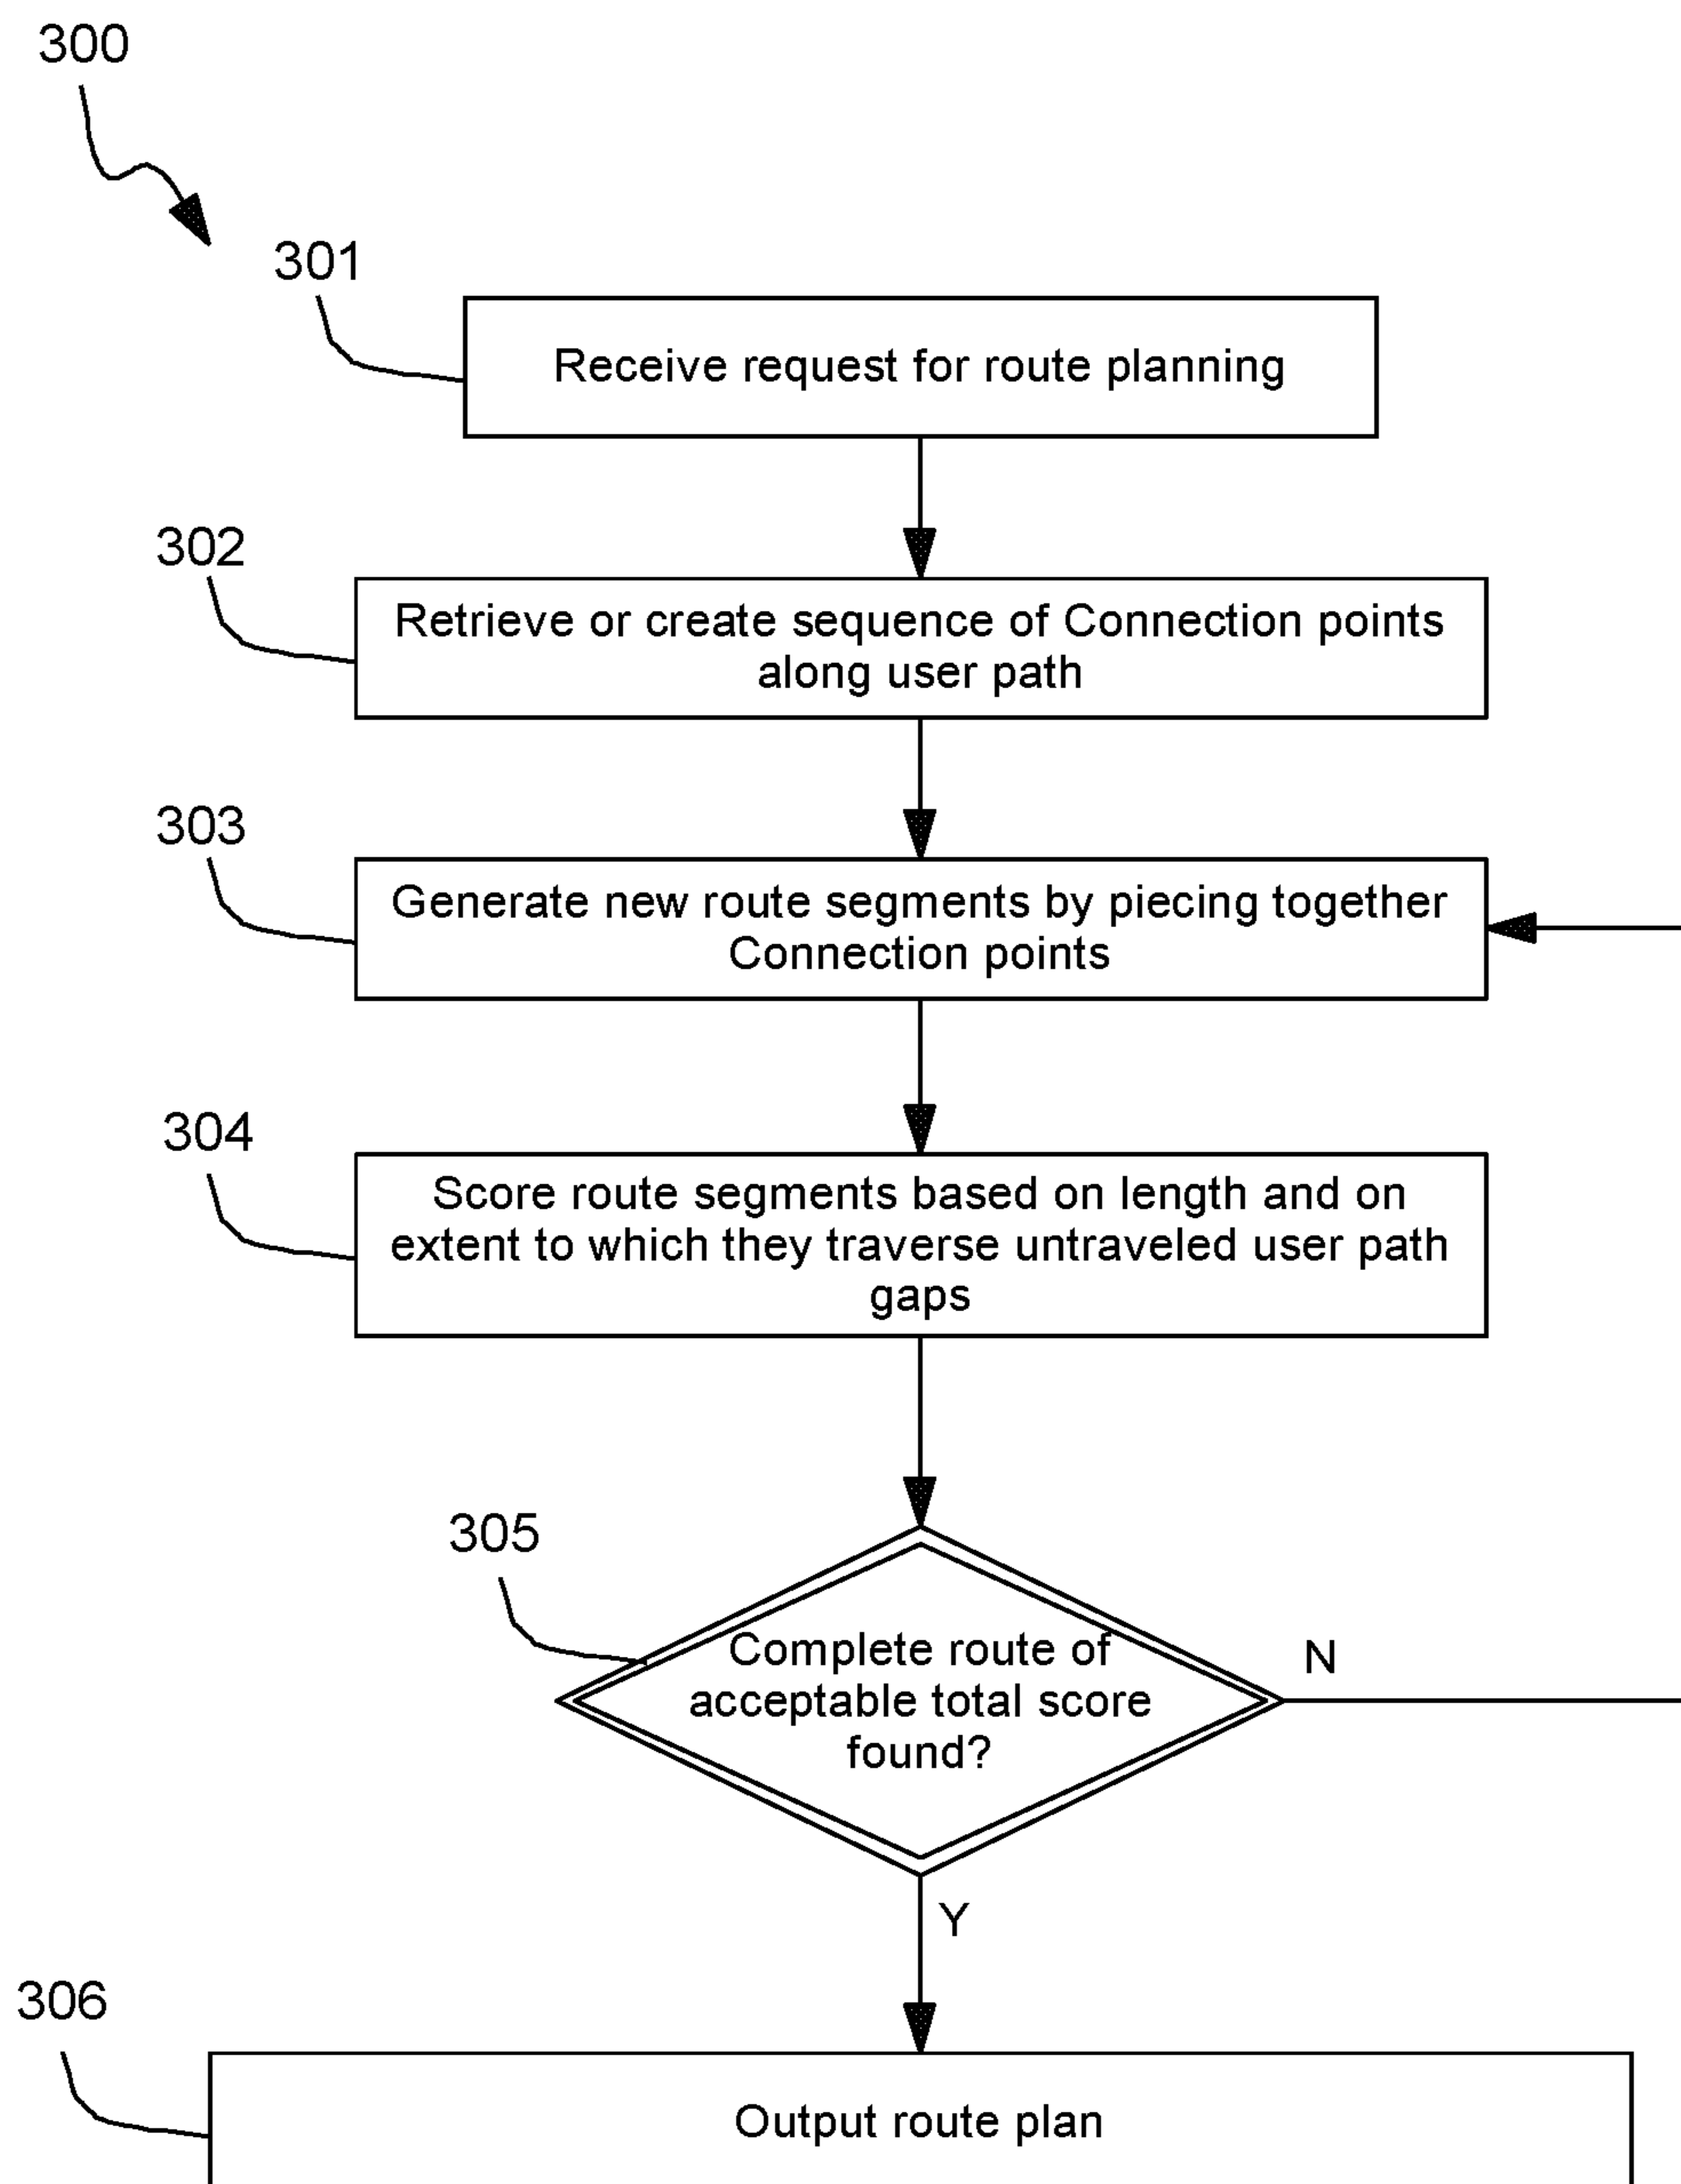 300
301
Receive request for route planning
302
Retrieve or create sequence of Connection points
along user path
303
Generate new route segments by piecing together
Connection points
304
Score route segments based on length and on
extent to which they traverse untraveled user path
gaps
305
Complete route of
acceptable total score
found?
N
Y
306
Output route plan